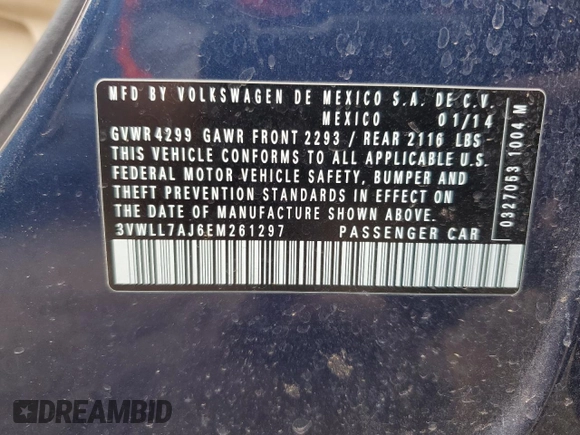 MFD BY VOLKSWAGEN DE MEXICO S.A. DE C.V.
MEXICO 01/14
GVWR 4299 GAWR FRONT 2293 / REAR 2116 LBS
THIS VEHICLE CONFORMS TO ALL APPLICABLE U.S.
FEDERAL MOTOR VEHICLE SAFETY, BUMPER AND
THEFT PREVENTION STANDARDS IN EFFECT ON
THE DATE OF MANUFACTURE SHOWN ABOVE.
3VWLL7AJ6EM261297 PASSENGER CAR
0327063 1004 M
DREAMBID